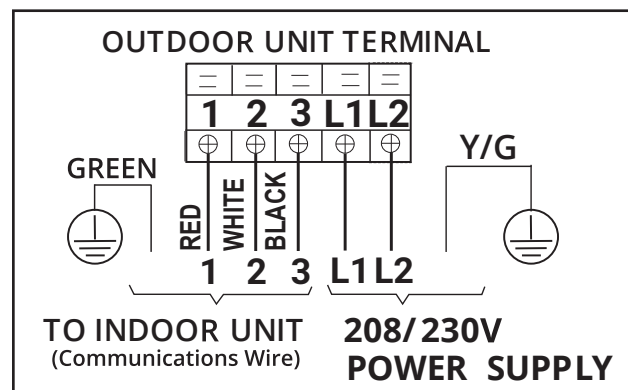 OUTDOOR UNIT TERMINAL
1 2 3 L1 L2
GREEN
Y/G
RED
WHITE
BLACK
1 2 3 L1 L2
TO INDOOR UNIT
(Communications Wire)
208/230V
POWER SUPPLY